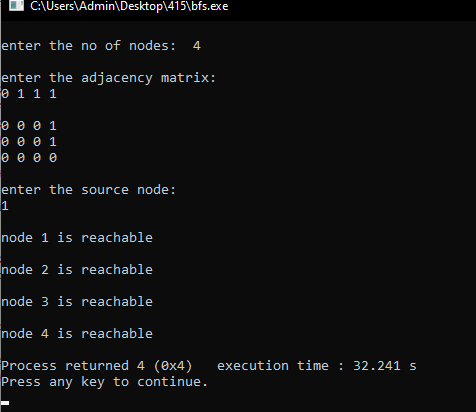 C:\Users\Admin\Desktop\415\bfs.exe
enter the no of nodes:  4
enter the adjacency matrix:
0 1 1 1
0 0 0 1
0 0 0 1
0 0 0 0
enter the source node:
1
node 1 is reachable
node 2 is reachable
node 3 is reachable
node 4 is reachable
Process returned 4 (0x4)   execution time : 32.241 s
Press any key to continue.